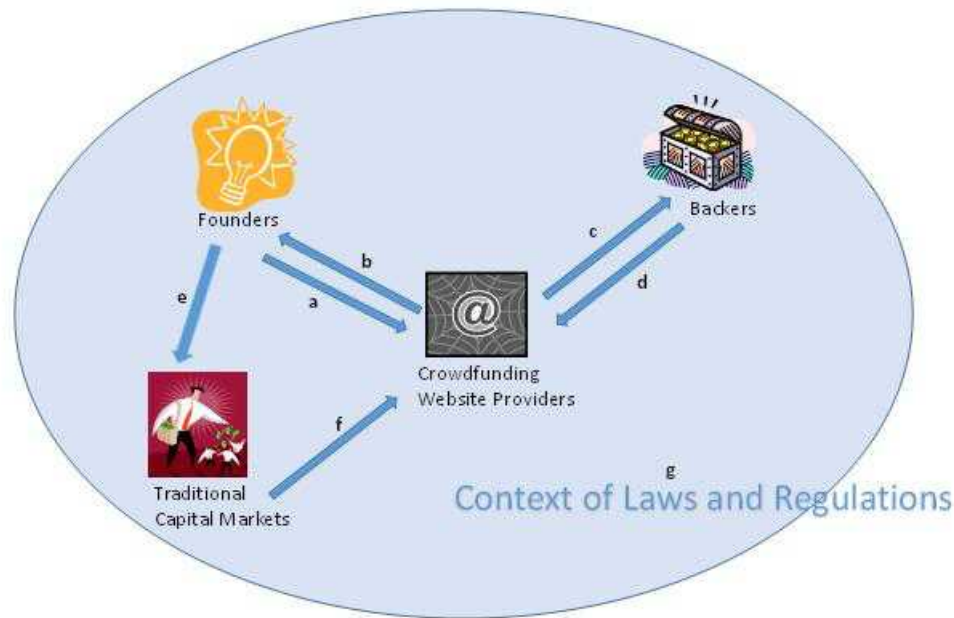 Founders
Backers
c
b
d
e
a
@
Crowdfunding
Website Providers
f
Traditional
Capital Markets
g
Context of Laws and Regulations